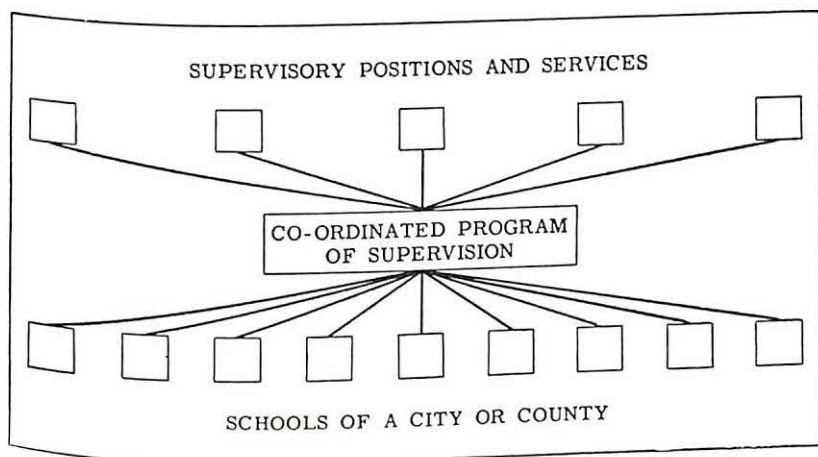 SUPERVISORY POSITIONS AND SERVICES
CO-ORDINATED PROGRAM
OF SUPERVISION
SCHOOLS OF A CITY OR COUNTY